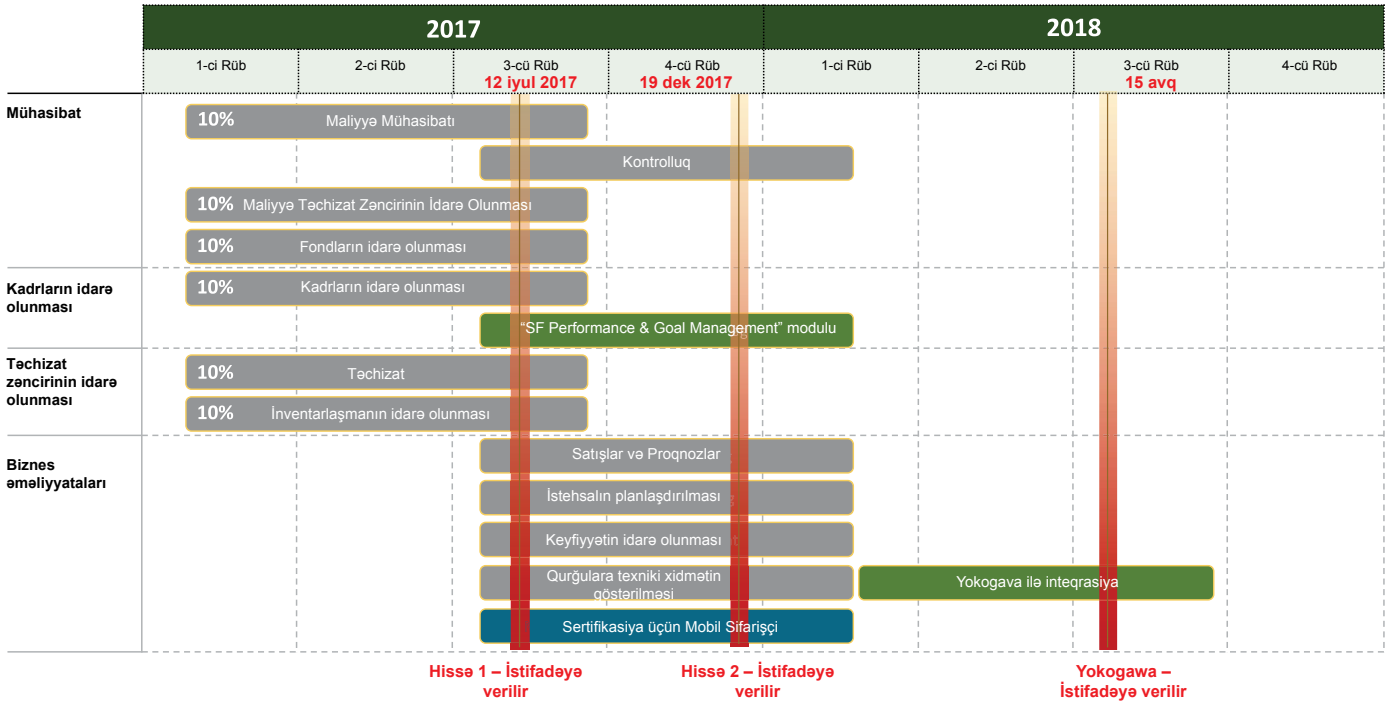 2017
2018
1-ci Rüb
2-ci Rüb
3-cü Rüb
4-cü Rüb
1-ci Rüb
2-ci Rüb
3-cü Rüb
4-cü Rüb
12 iyul 2017
19 dek 2017
15 avq
Mühasibat
10% Maliyyə Mühasibatı
Kontrolluq
10% Maliyyə Təchizat Zəncirinin İdarə Olunması
10% Fondların idarə olunması
Kadrların idarə
olunması
10% Kadrların idarə olunması
“SF Performance & Goal Management” modulu
Təchizat
zəncirinin idarə
olunması
10% Təchizat
10% İnventarlaşmanın idarə olunması
Biznes
əməliyyataları
Satışlar və Proqnozlar
İstehsalın planlaşdırılması
Keyfiyyətin idarə olunması
Qurğulara texniki xidmətin
göstərilməsi
Yokogava ilə inteqrasiya
Sertifikasiya üçün Mobil Sifarişçi
Hissə 1 – İstifadəyə
verilir
Hissə 2 – İstifadəyə
verilir
Yokogawa –
İstifadəyə verilir